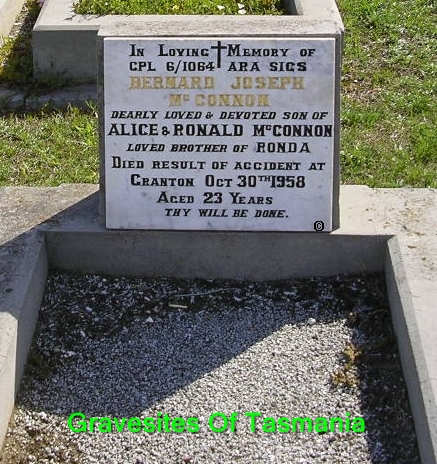 In Loving Memory of
CPL 6/1064 ARA SIGS
BERNARD JOSEPH
McCONNON
DEARLY LOVED & DEVOTED SON OF
ALICE & RONALD McCONNON
LOVED BROTHER OF RONDA
DIED RESULT OF ACCIDENT AT
GRANTON OCT 30TH 1958
AGED 23 YEARS
THY WILL BE DONE.
©
Gravesites Of Tasmania